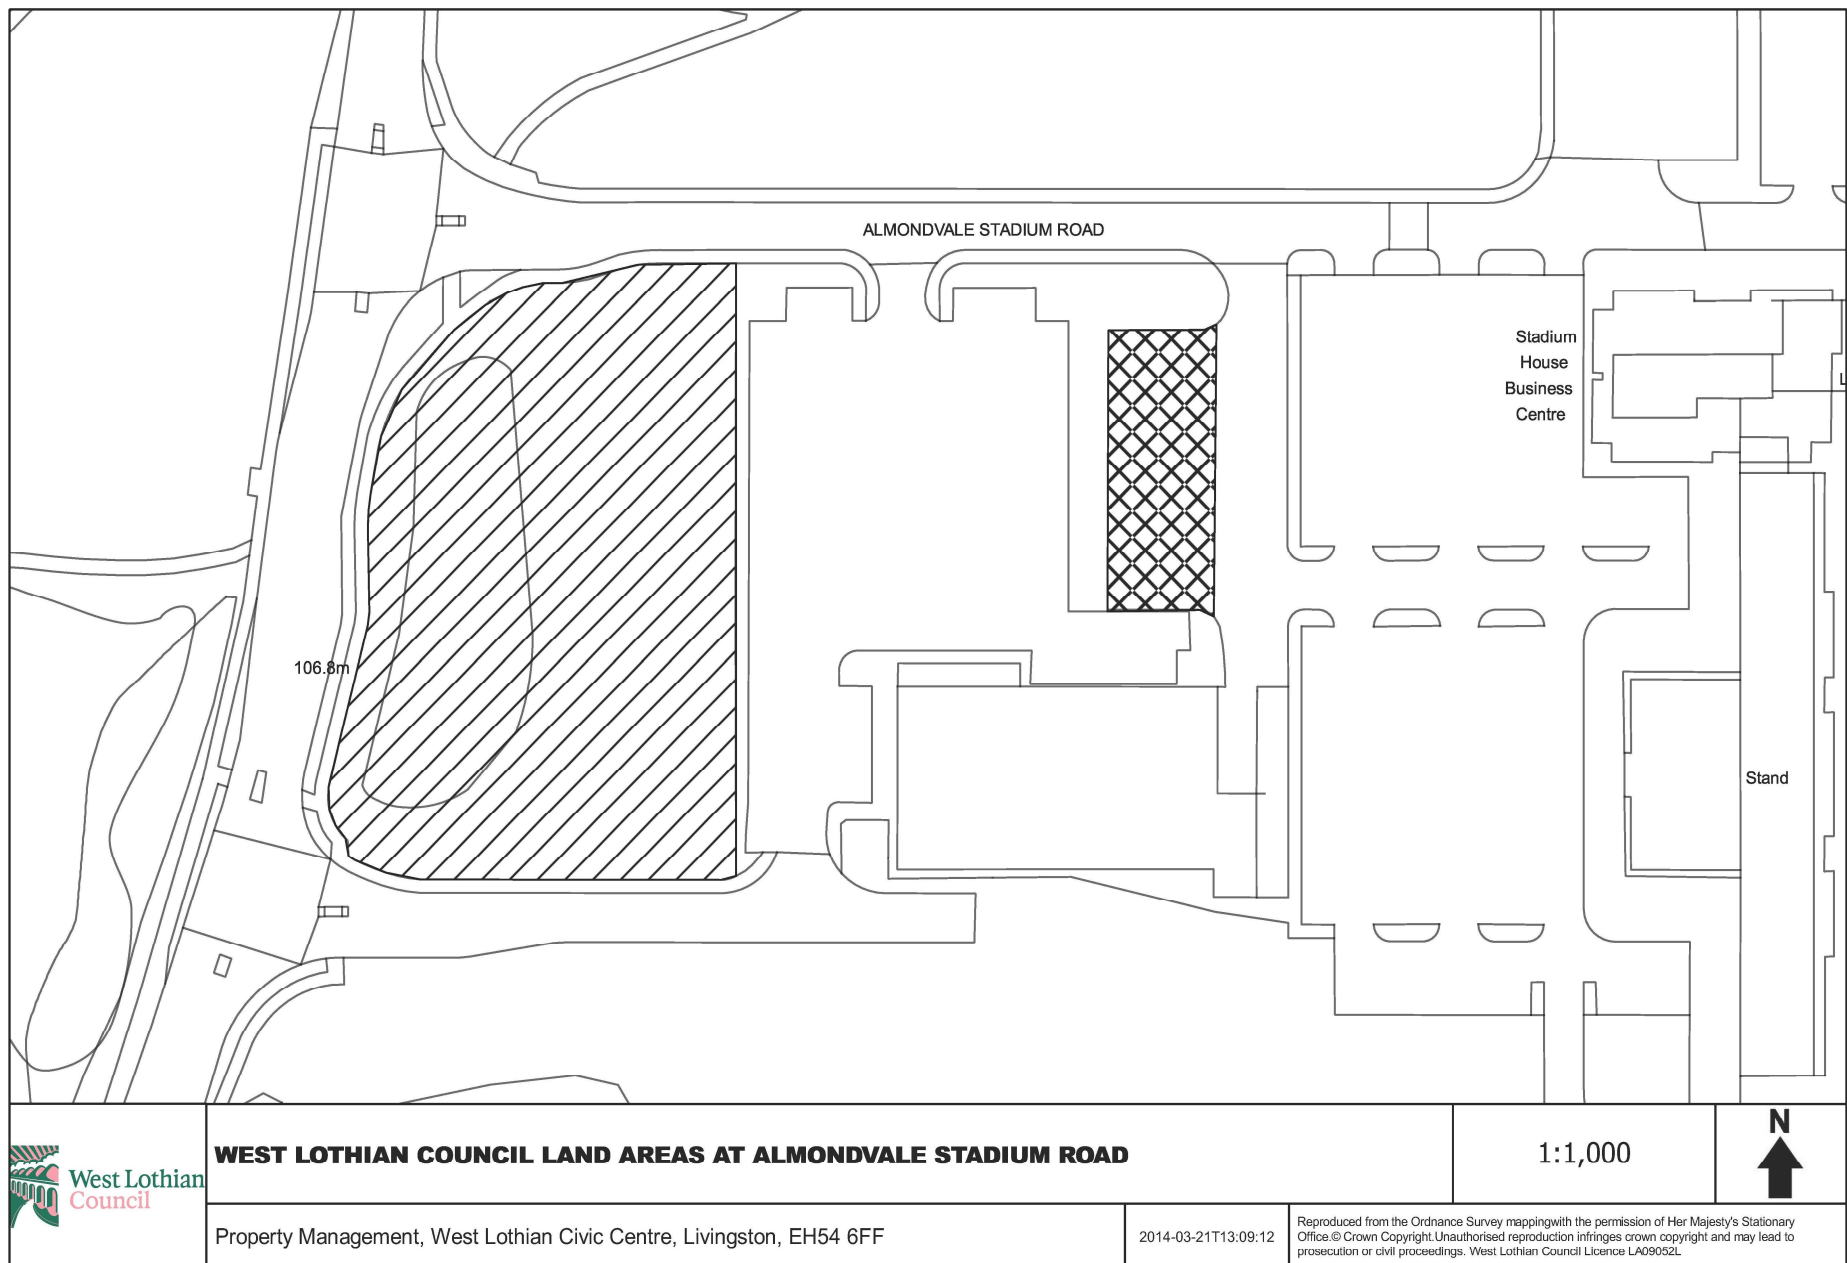 ALMONDVALE STADIUM ROAD
Stadium
House
Business
Centre
L
106.8m
Stand
WEST LOTHIAN COUNCIL LAND AREAS AT ALMONDVALE STADIUM ROAD
1:1,000
N
West Lothian
Council
Property Management, West Lothian Civic Centre, Livingston, EH54 6FF
2014-03-21T13:09:12
Reproduced from the Ordnance Survey mappingwith the permission of Her Majesty's Stationary
Office.© Crown Copyright.Unauthorised reproduction infringes crown copyright and may lead to
prosecution or civil proceedings. West Lothian Council Licence LA09052L